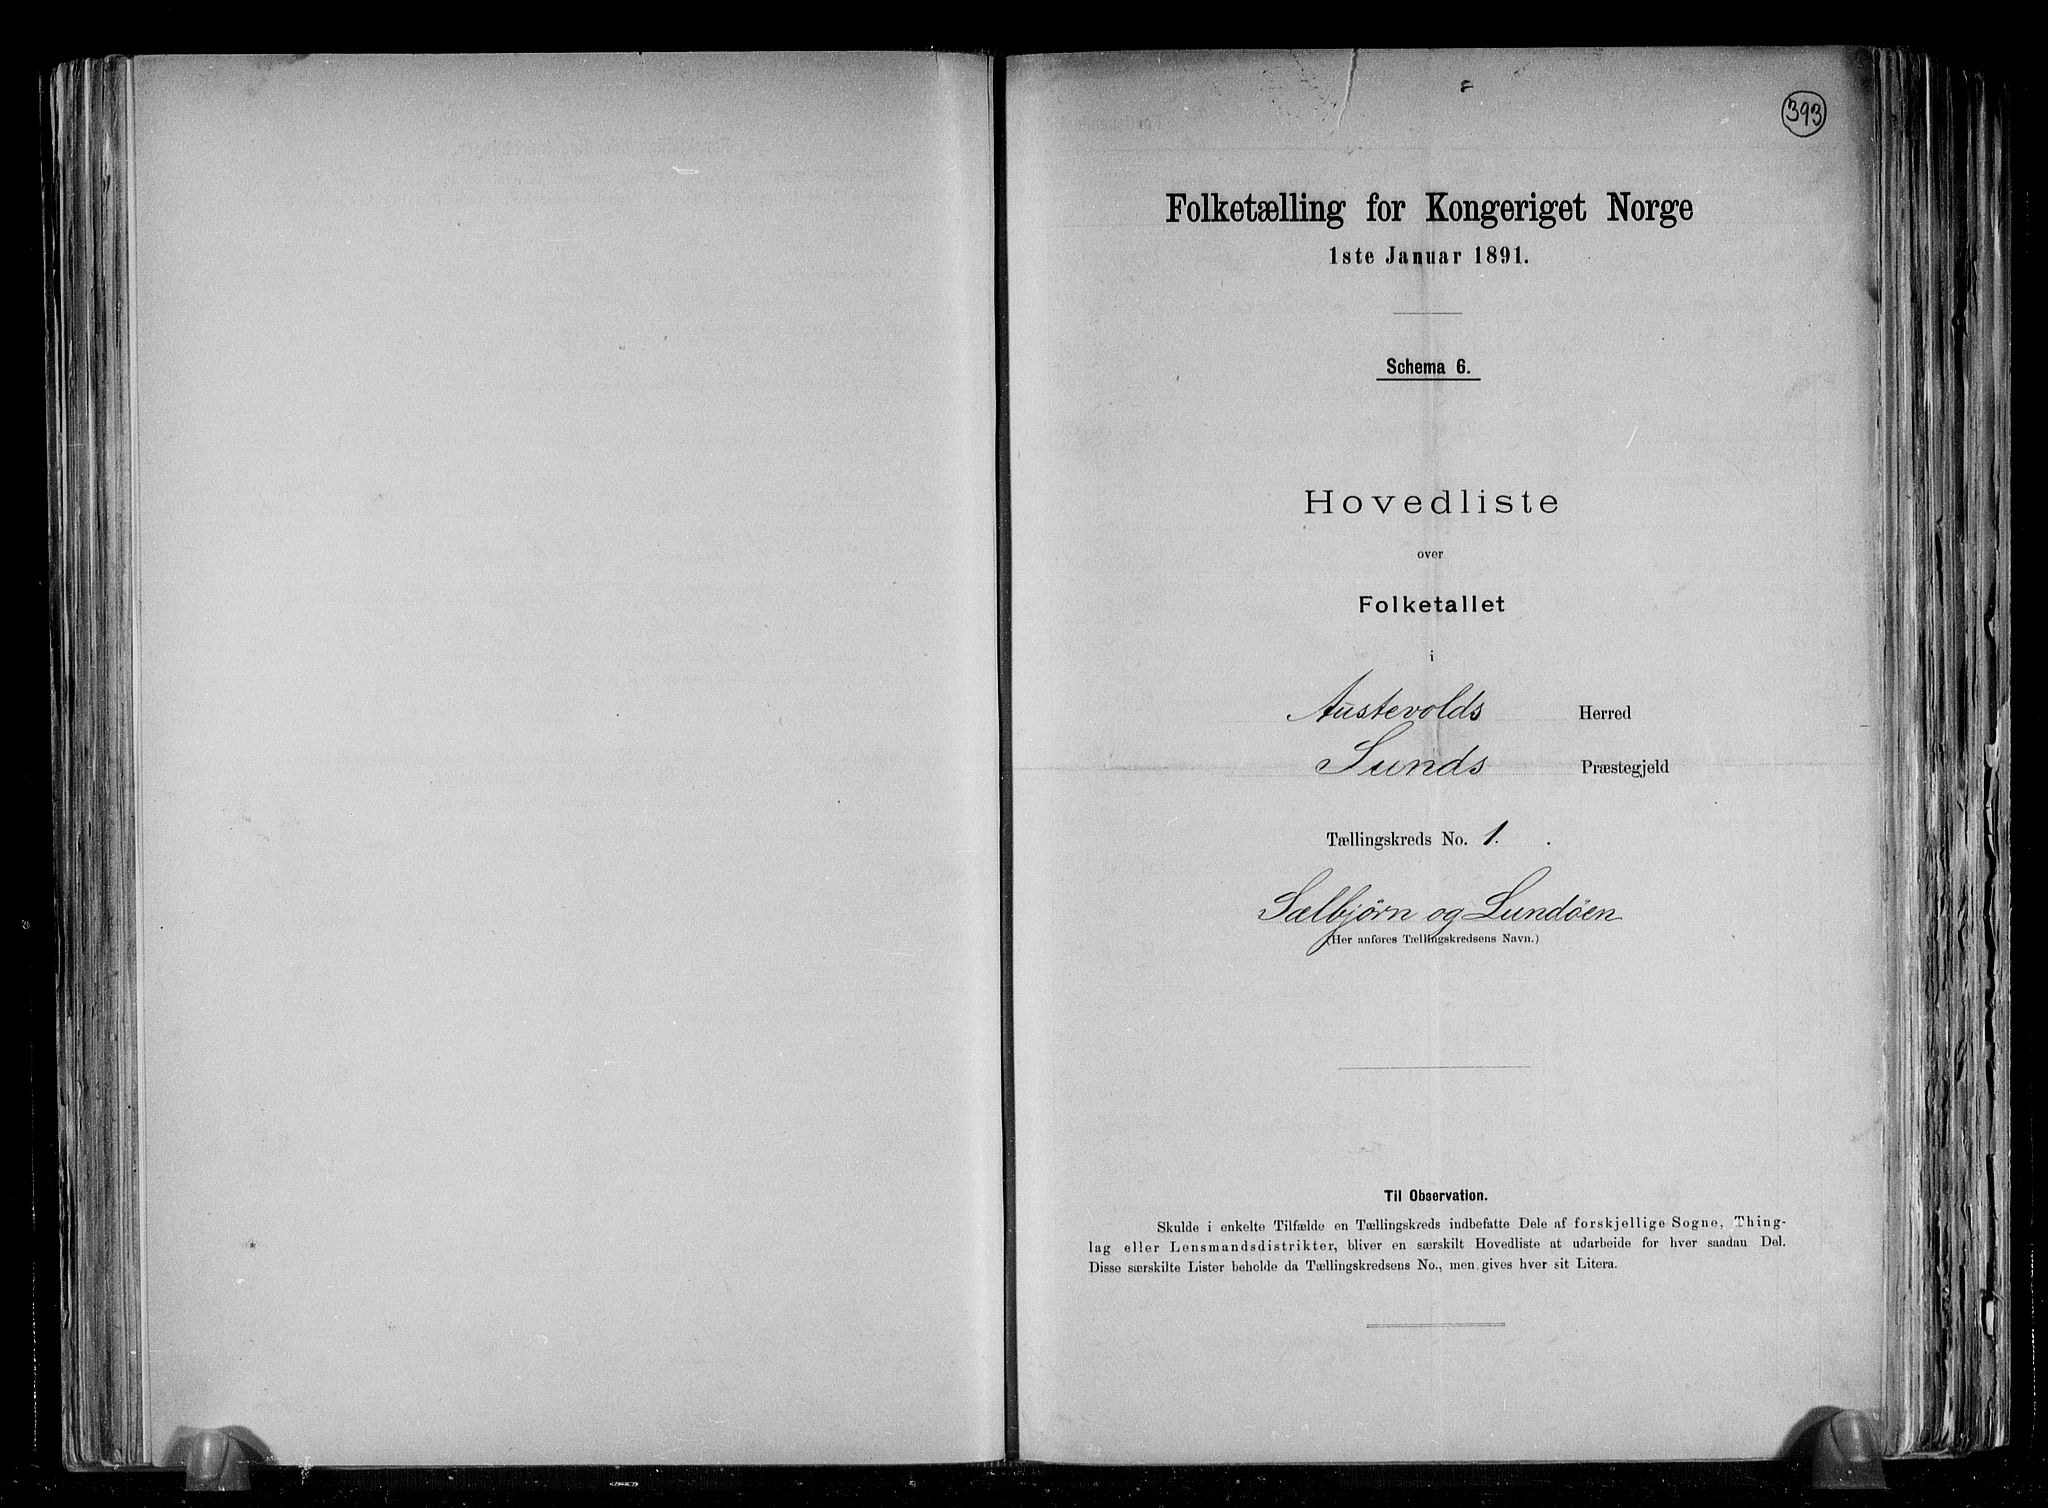 393
Folketælling for Kongeriget Norge
1ste Januar 1891.
Schema 6.
Hovedliste
over
Folketallet
i
Austevolds Herred
Sunds Præstegjeld
Tællingskreds No. 1.
Sælbjørn og Lundøen
(Her anføres Tællingskredsens Navn.)
Til Observation.
Skulde i enkelte Tilfælde en Tællingskreds indbefatte Dele af forskjellige Sogne, Thing-
lag eller Lensmandsdistrikter, bliver en særskilt Hovedliste at udarbeide for hver saadan Del.
Disse særskilte Lister beholde da Tællingskredsens No., men gives hver sit Litera.